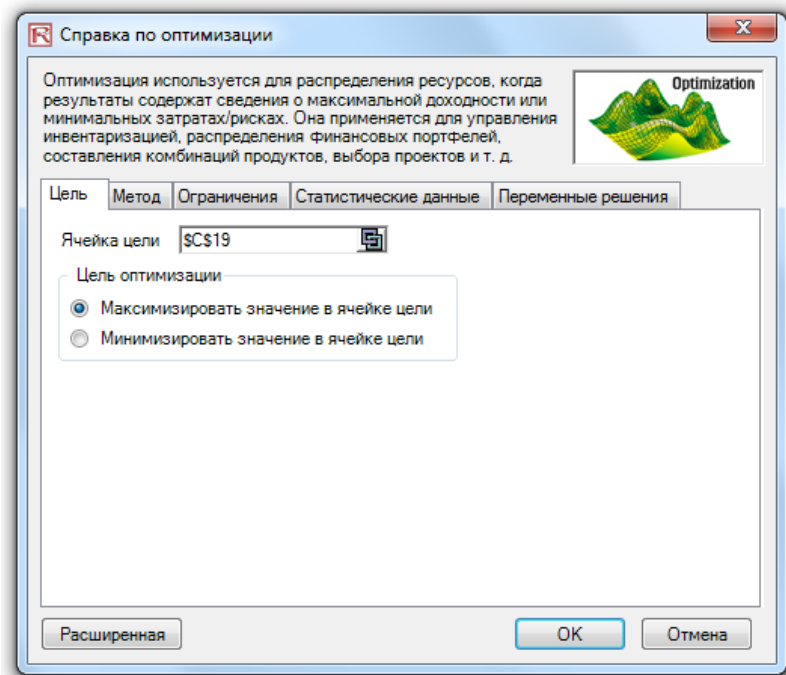 R Справка по оптимизации
X
Оптимизация используется для распределения ресурсов, когда
результаты содержат сведения о максимальной доходности или
минимальных затратах/рисках. Она применяется для управления
инвентаризацией, распределения финансовых портфелей,
составления комбинаций продуктов, выбора проектов и т. д.
Optimization
Цель Метод Ограничения Статистические данные Переменные решения
Ячейка цели $C$19
Цель оптимизации
Максимизировать значение в ячейке цели
Минимизировать значение в ячейке цели
Расширенная OK Отмена